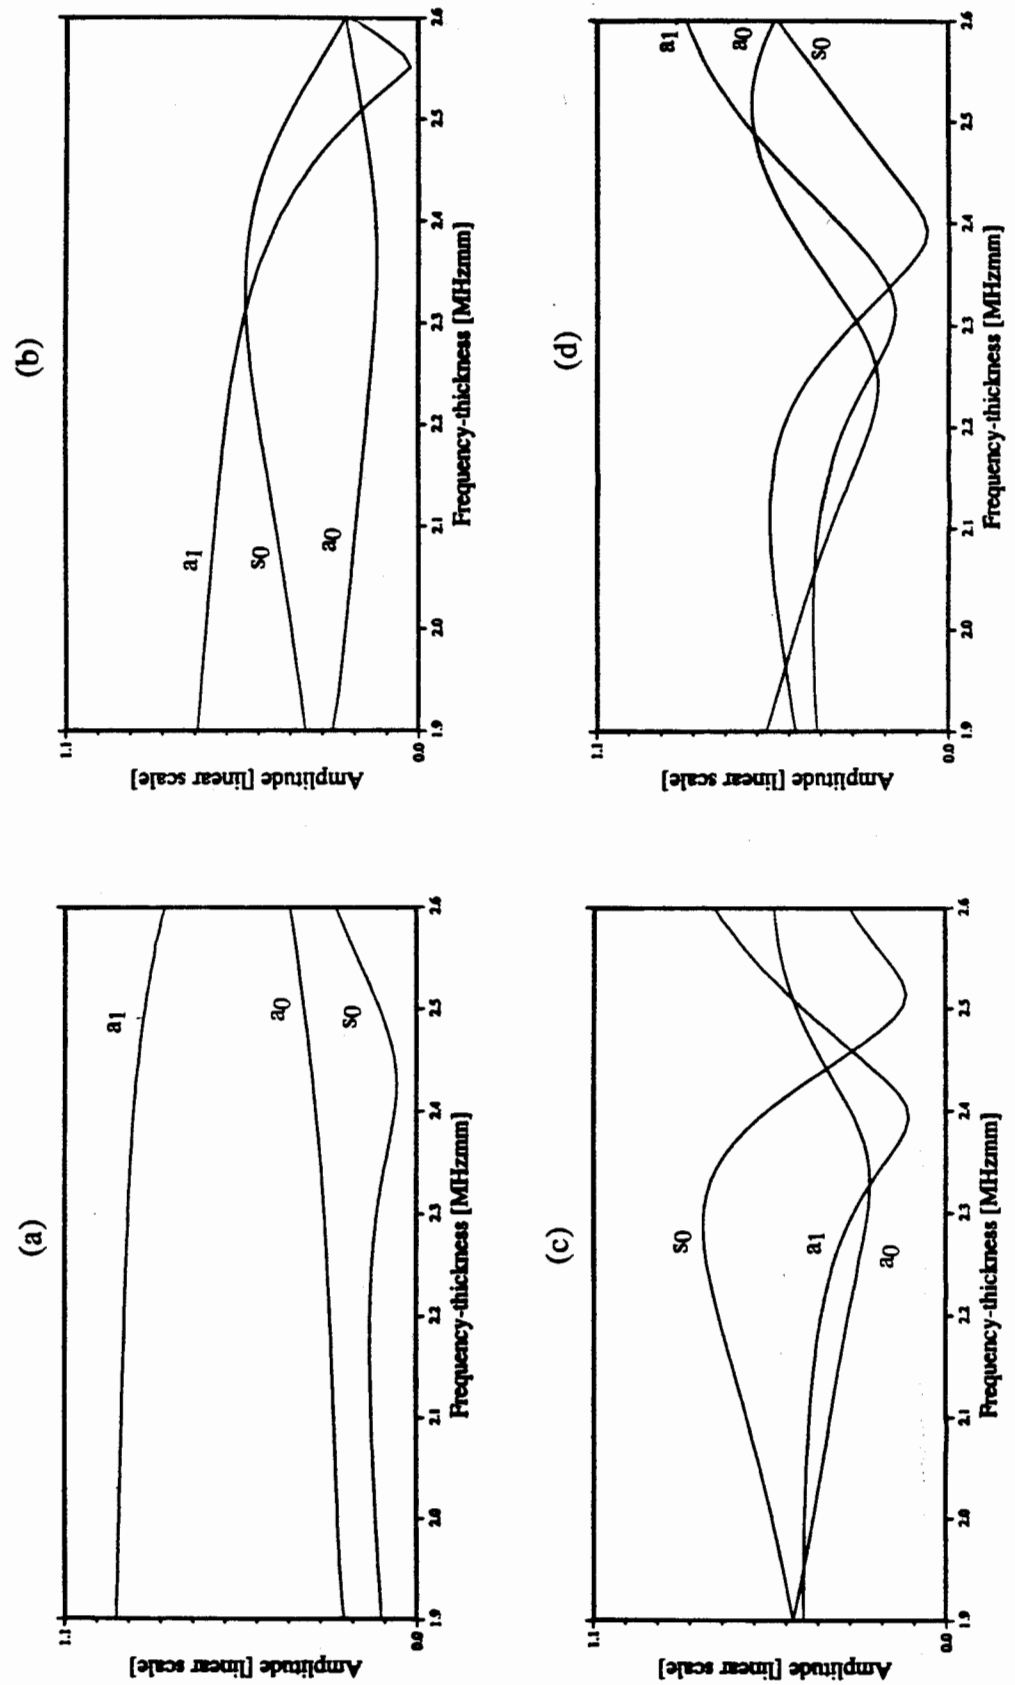 (a)
Amplitude [linear scale]
1.1
0.0
a1
a0
s0
1.9 2.0 2.1 2.2 2.3 2.4 2.5 2.6
Frequency-thickness [MHzmm]
(b)
Amplitude [linear scale]
1.1
0.0
a1
s0
a0
1.9 2.0 2.1 2.2 2.3 2.4 2.5 2.6
Frequency-thickness [MHzmm]
(c)
Amplitude [linear scale]
1.1
0.0
s0
a1
a0
1.9 2.0 2.1 2.2 2.3 2.4 2.5 2.6
Frequency-thickness [MHzmm]
(d)
Amplitude [linear scale]
1.1
0.0
a1
a0
s0
1.9 2.0 2.1 2.2 2.3 2.4 2.5 2.6
Frequency-thickness [MHzmm]